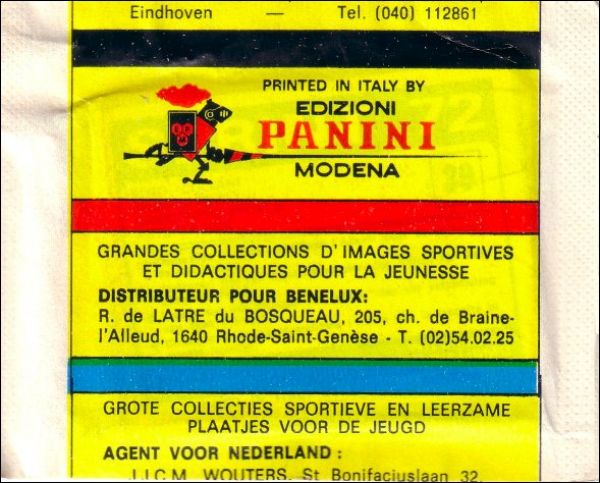 Eindhoven — Tel. (040) 112861
PRINTED IN ITALY BY
EDIZIONI
PANINI
MODENA
GRANDES COLLECTIONS D'IMAGES SPORTIVES
ET DIDACTIQUES POUR LA JEUNESSE
DISTRIBUTEUR POUR BENELUX:
R. de LATRE du BOSQUEAU, 205, ch. de Braine-
l'Alleud, 1640 Rhode-Saint-Genèse - T. (02)54.02.25
GROTE COLLECTIES SPORTIEVE EN LEERZAME
PLAATJES VOOR DE JEUGD
AGENT VOOR NEDERLAND :
J.J.C.M. WOUTERS, St Bonifaciuslaan 32,